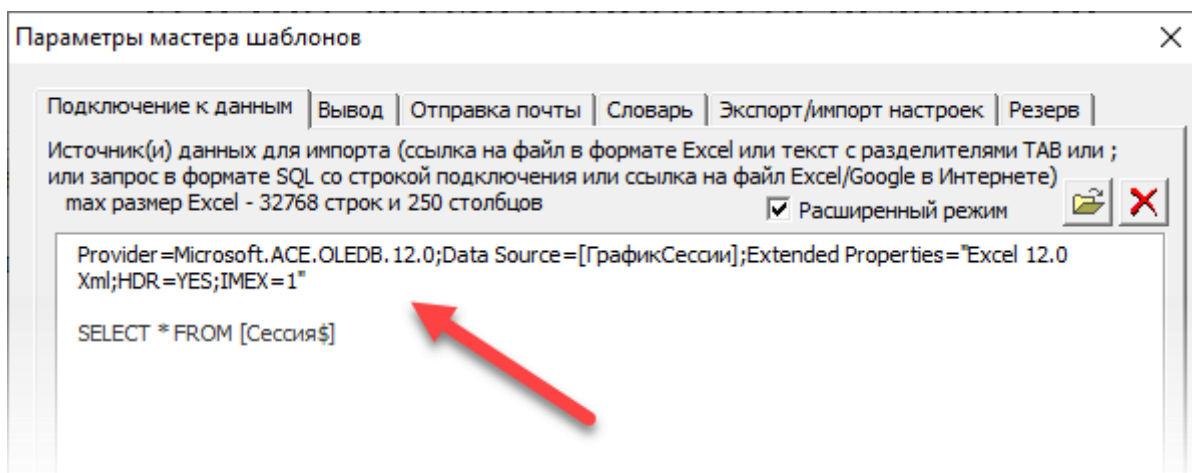 Параметры мастера шаблонов
Подключение к данным Вывод Отправка почты Словарь Экспорт/импорт настроек Резерв
Источник(и) данных для импорта (ссылка на файл в формате Excel или текст с разделителями TAB или ;
или запрос в формате SQL со строкой подключения или ссылка на файл Excel/Google в Интернете)
max размер Excel - 32768 строк и 250 столбцов
Расширенный режим
Provider=Microsoft.ACE.OLEDB.12.0;Data Source=[ГрафикСессии];Extended Properties="Excel 12.0
Xml;HDR=YES;IMEX=1"
SELECT * FROM [Сессия$]